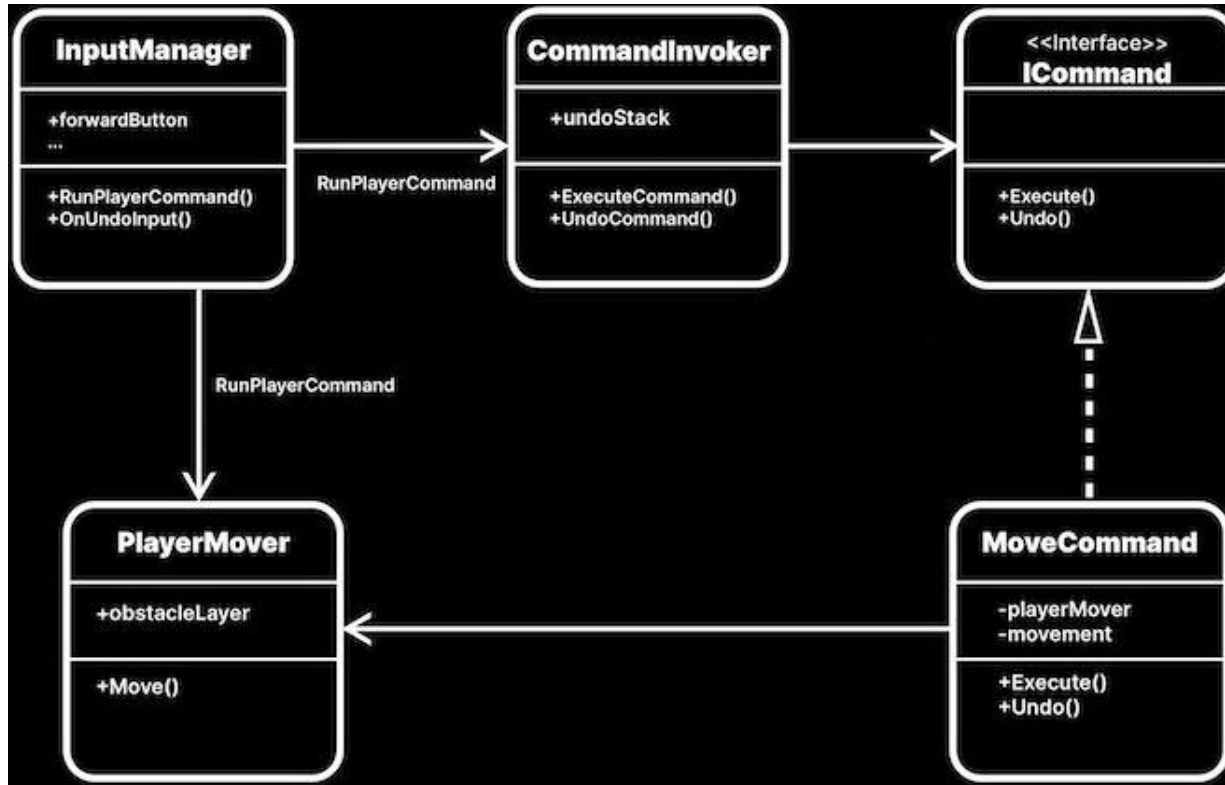 InputManager
+forwardButton
...
+RunPlayerCommand()
+OnUndoInput()
RunPlayerCommand
CommandInvoker
+undoStack
+ExecuteCommand()
+UndoCommand()
<<Interface>>
ICommand
+Execute()
+Undo()
RunPlayerCommand
PlayerMover
+obstacleLayer
+Move()
MoveCommand
-playerMover
-movement
+Execute()
+Undo()